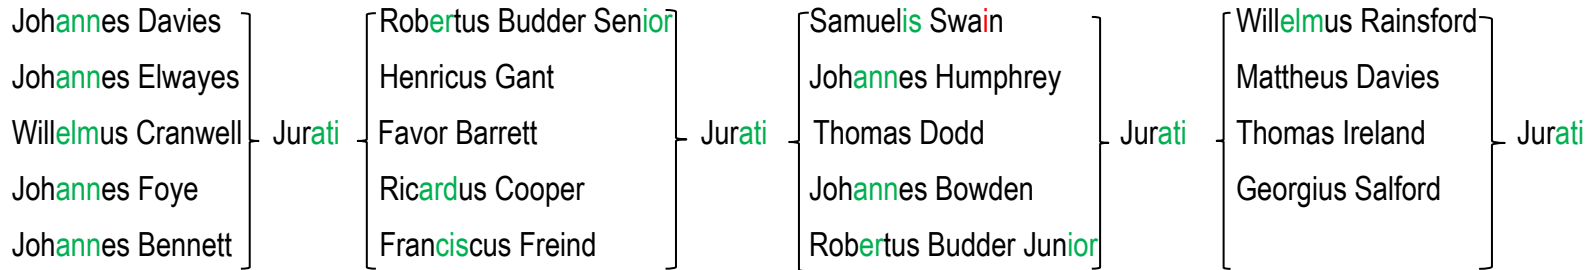 Johannes Davies Robertus Budder Senior Samuelis Swain Willelmus Rainsford
Johannes Elwayes Henricus Gant Johannes Humphrey Mattheus Davies
Willelmus Cranwell Jurati Favor Barrett Jurati Thomas Dodd Jurati Thomas Ireland Jurati
Johannes Foye Ricardus Cooper Johannes Bowden Georgius Salford
Johannes Bennett Franciscus Freind Robertus Budder Junior